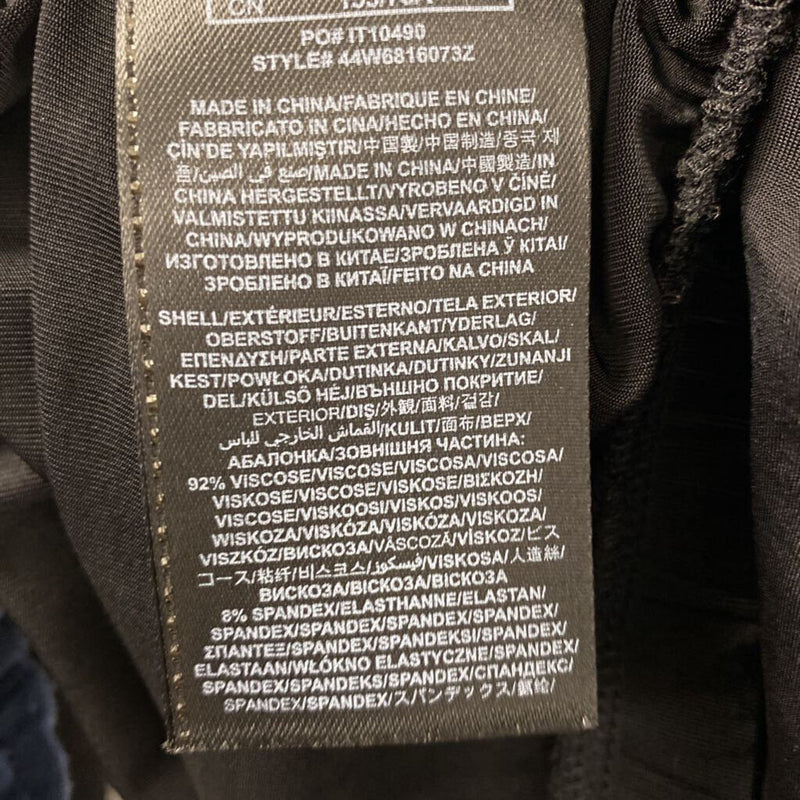 CN 155/76A
PO# IT10490
STYLE# 44W6816073Z
MADE IN CHINA/FABRIQUE EN CHINE/
FABBRICATO IN CINA/HECHO EN CHINA/
ÇİN'DE YAPILMIŞTIR/中国製/中国制造/중국 제
품/صنع في الصين/MADE IN CHINA/中國製造/IN
CHINA HERGESTELLT/VYROBENO V ČÍNĚ/
VALMISTETTU KIINASSA/VERVAARDIGD IN
CHINA/WYPRODUKOWANO W CHINACH/
ИЗГОТОВЛЕНО В КИТАЕ/ЗРОБЛЕНА Ў КІТАІ/
ЗРОБЛЕНО В КИТАЇ/FEITO NA CHINA
SHELL/EXTÉRIEUR/ESTERNO/TELA EXTERIOR/
OBERSTOFF/BUITENKANT/YDERLAG/
ΕΠΕΝΔΥΣΗ/PARTE EXTERNA/KALVO/SKAL/
KEST/POWŁOKA/DUTINKA/DUTINKY/ZUNANJI
DEL/KÜLSŐ HÉJ/ВЪНШНО ПОКРИТИЕ/
EXTERIOR/DIŞ/外観/面料/겉감/
القماش الخارجي للباس/KULIT/面布/ВЕРХ/
АБАЛОНКА/ЗОВНІШНЯ ЧАСТИНА:
92% VISCOSE/VISCOSE/VISCOSA/VISCOSA/
VISKOSE/VISCOSE/VISKOSE/ΒΙΣΚΟΖΗ/
VISCOSE/VISKOOSI/VISKOS/VISKOOS/
WISKOZA/VISKÓZA/VISKÓZA/VISKOZA/
VISZKÓZ/ВИСКОЗА/VÂSCOZĂ/VİSKOZ/ビス
コース/粘纤/비스코스/فيسكوز/VISKOSA/人造絲/
ВИСКОЗА/ВІСКОЗА/ВІСКОЗА
8% SPANDEX/ELASTHANNE/ELASTAN/
SPANDEX/SPANDEX/SPANDEX/SPANDEX/
ΣΠΑΝΤΕΞ/SPANDEX/SPANDEKSI/SPANDEX/
ELASTAAN/WŁÓKNO ELASTYCZNE/SPANDEX/
SPANDEX/SPANDEKS/SPANDEX/СПАНДЕКС/
SPANDEX/SPANDEX/スパンデックス/氨纶/